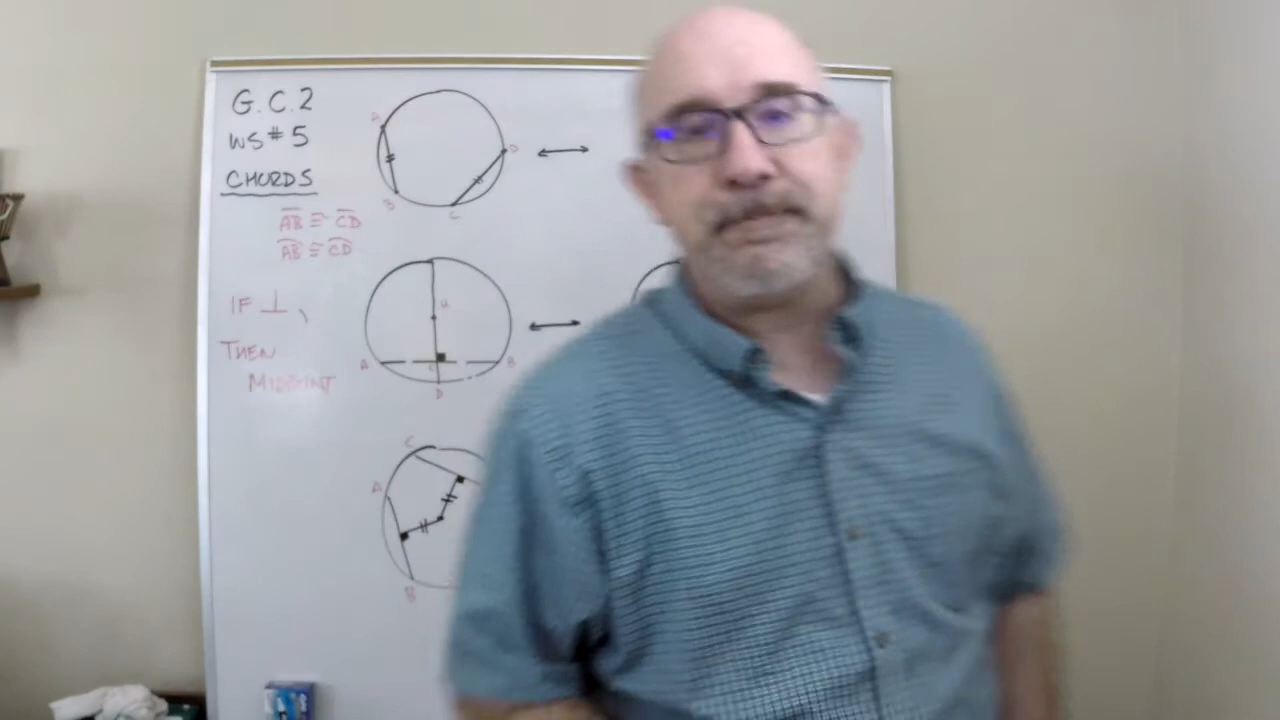 G.C.2
WS#5
CHORDS
A
D
B
C
AB ≅ CD
AB ≅ CD
IF ⊥,
THEN
MIDPOINT
A
B
D
C
A
B